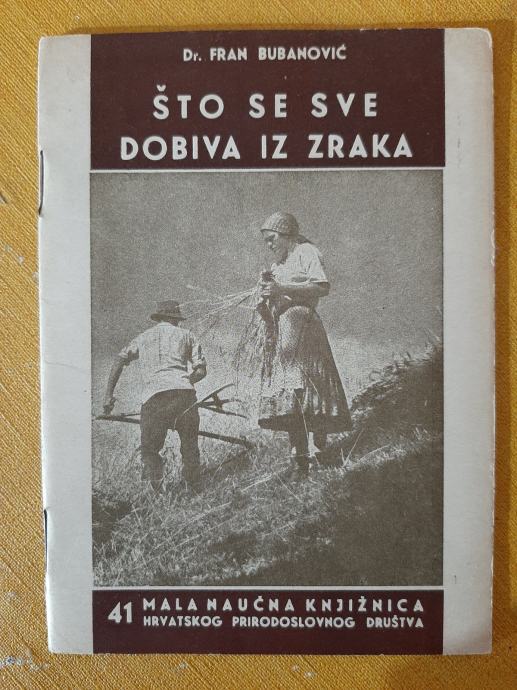 Dr. FRAN BUBANOVIĆ
ŠTO SE SVE
DOBIVA IZ ZRAKA
41 MALA NAUČNA KNJIŽNICA
HRVATSKOG PRIRODOSLOVNOG DRUŠTVA